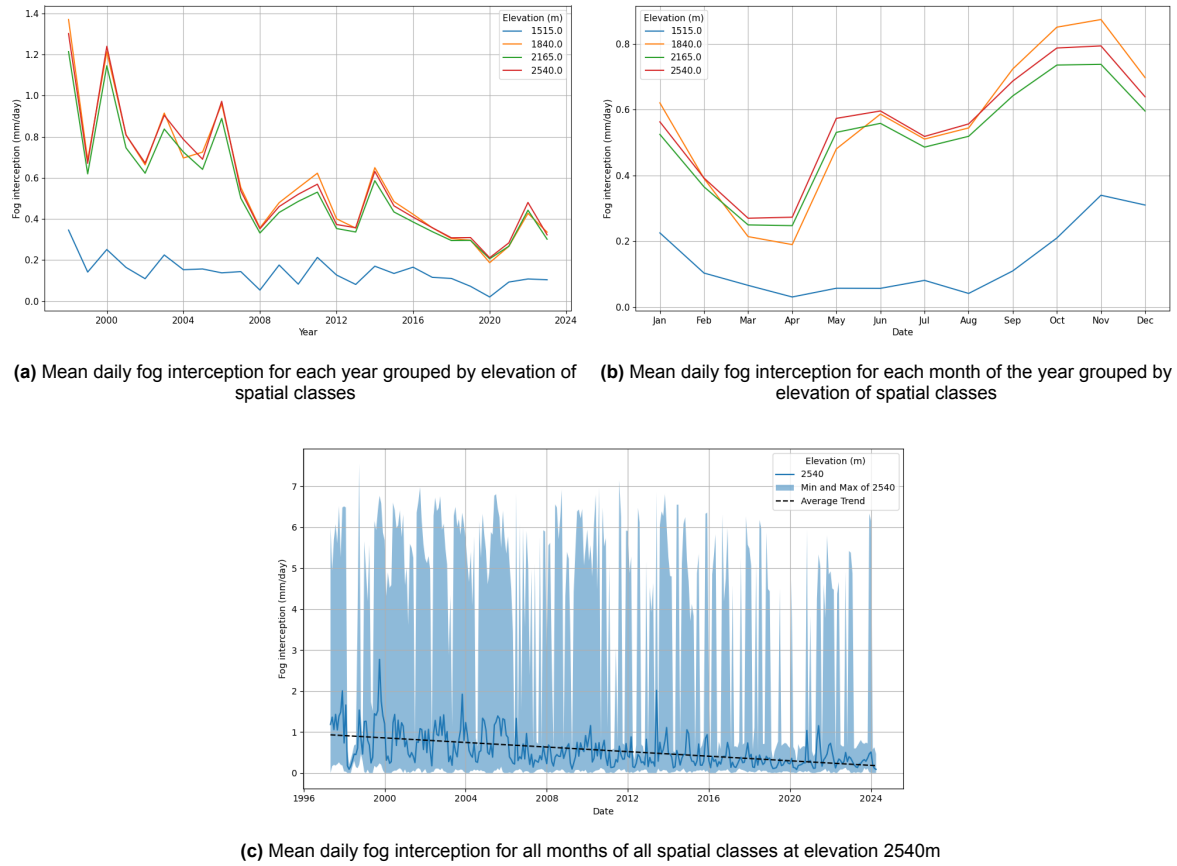 1.4
1.2
1.0
0.8
0.6
0.4
0.2
0.0
Fog interception (mm/day)
Elevation (m)
1515.0
1840.0
2165.0
2540.0
2000 2004 2008 2012 2016 2020 2024
Year
(a) Mean daily fog interception for each year grouped by elevation of
spatial classes
0.8
0.6
0.4
0.2
0.0
Fog interception (mm/day)
Elevation (m)
1515.0
1840.0
2165.0
2540.0
Jan Feb Mar Apr May Jun Jul Aug Sep Oct Nov Dec
Date
(b) Mean daily fog interception for each month of the year grouped by
elevation of spatial classes
7
6
5
4
3
2
1
0
Fog interception (mm/day)
Elevation (m)
2540
Min and Max of 2540
Average Trend
1996 2000 2004 2008 2012 2016 2020 2024
Date
(c) Mean daily fog interception for all months of all spatial classes at elevation 2540m